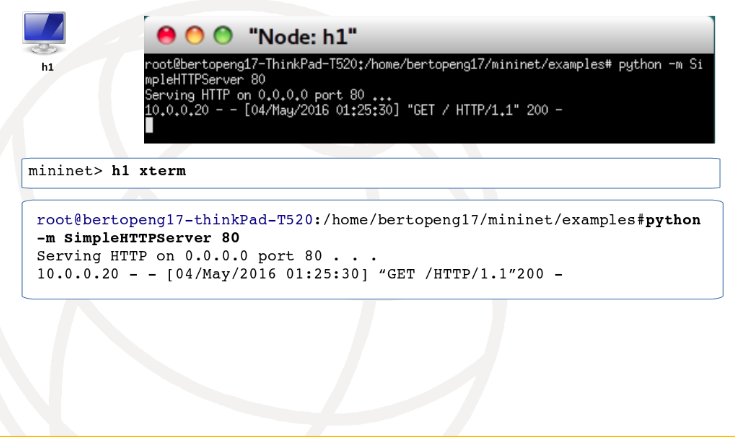 h1
"Node: h1"
root@bertopeng17-ThinkPad-T520:/home/bertopeng17/mininet/examples# python -m Si
mpleHTTPServer 80
Serving HTTP on 0.0.0.0 port 80 ...
10.0.0.20 - - [04/May/2016 01:25:30] "GET / HTTP/1.1" 200 -
mininet> h1 xterm
root@bertopeng17-thinkPad-T520:/home/bertopeng17/mininet/examples#python
-m SimpleHTTPServer 80
Serving HTTP on 0.0.0.0 port 80 . . .
10.0.0.20 - - [04/May/2016 01:25:30] “GET /HTTP/1.1”200 -